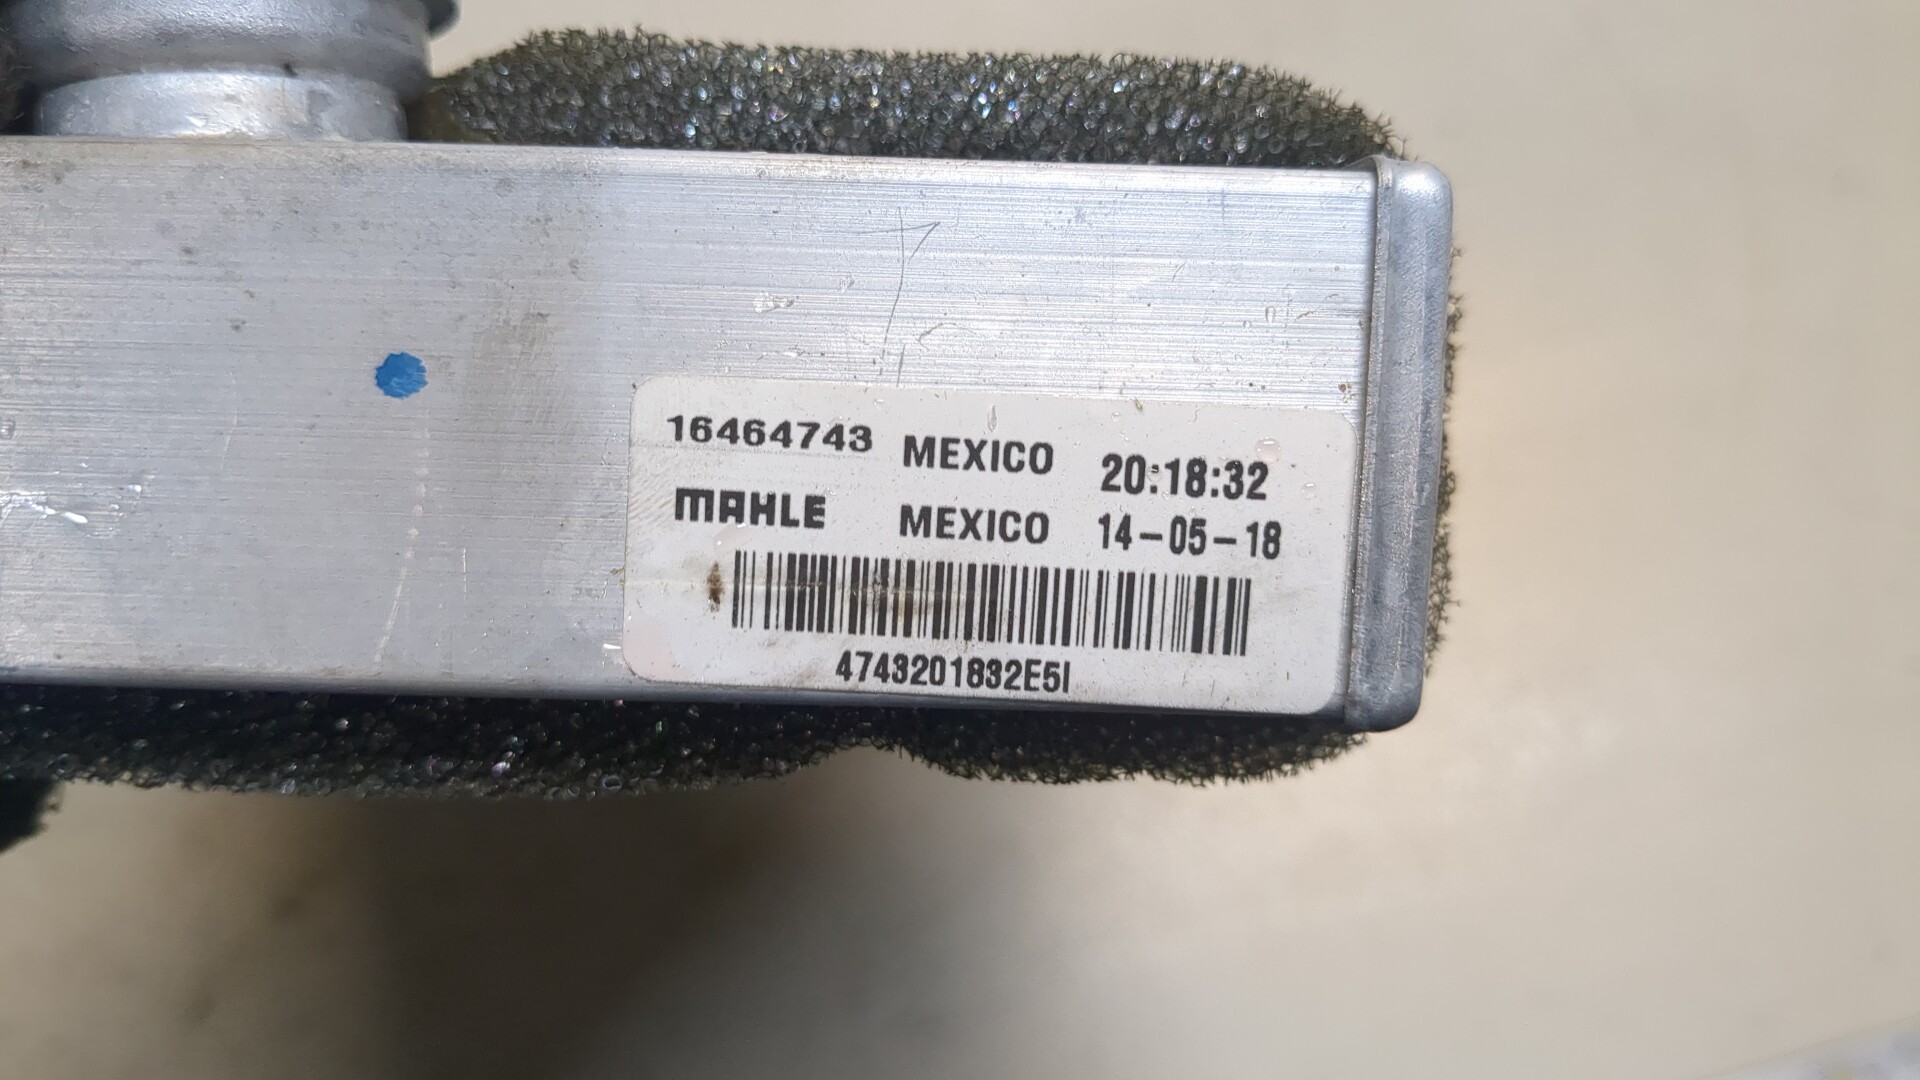 16464743 MEXICO 20:18:32
MAHLE MEXICO 14-05-18
4743201832E5I